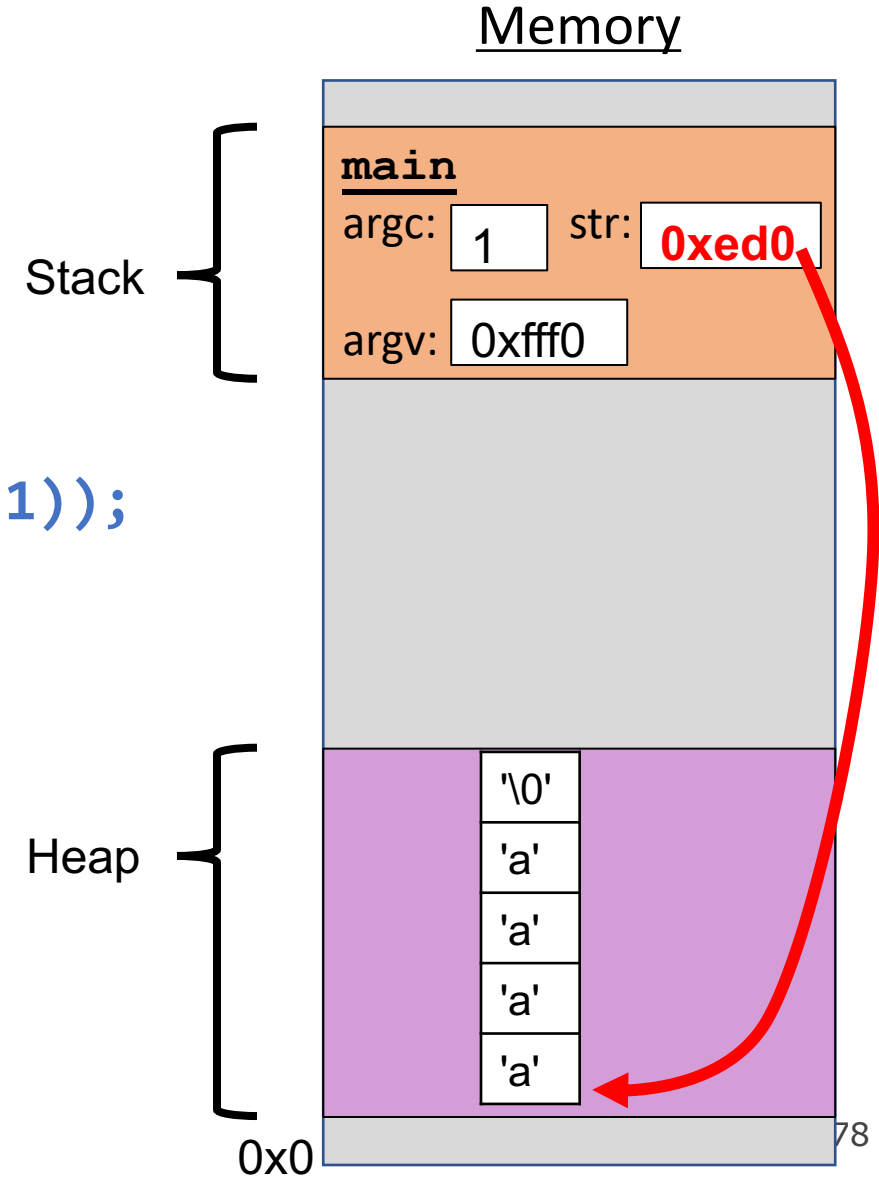 Memory
main
argc: 1 str: 0xed0
Stack
argv: 0xfff0
1));
'\0'
Heap
'a'
'a'
'a'
'a'
78
0x0